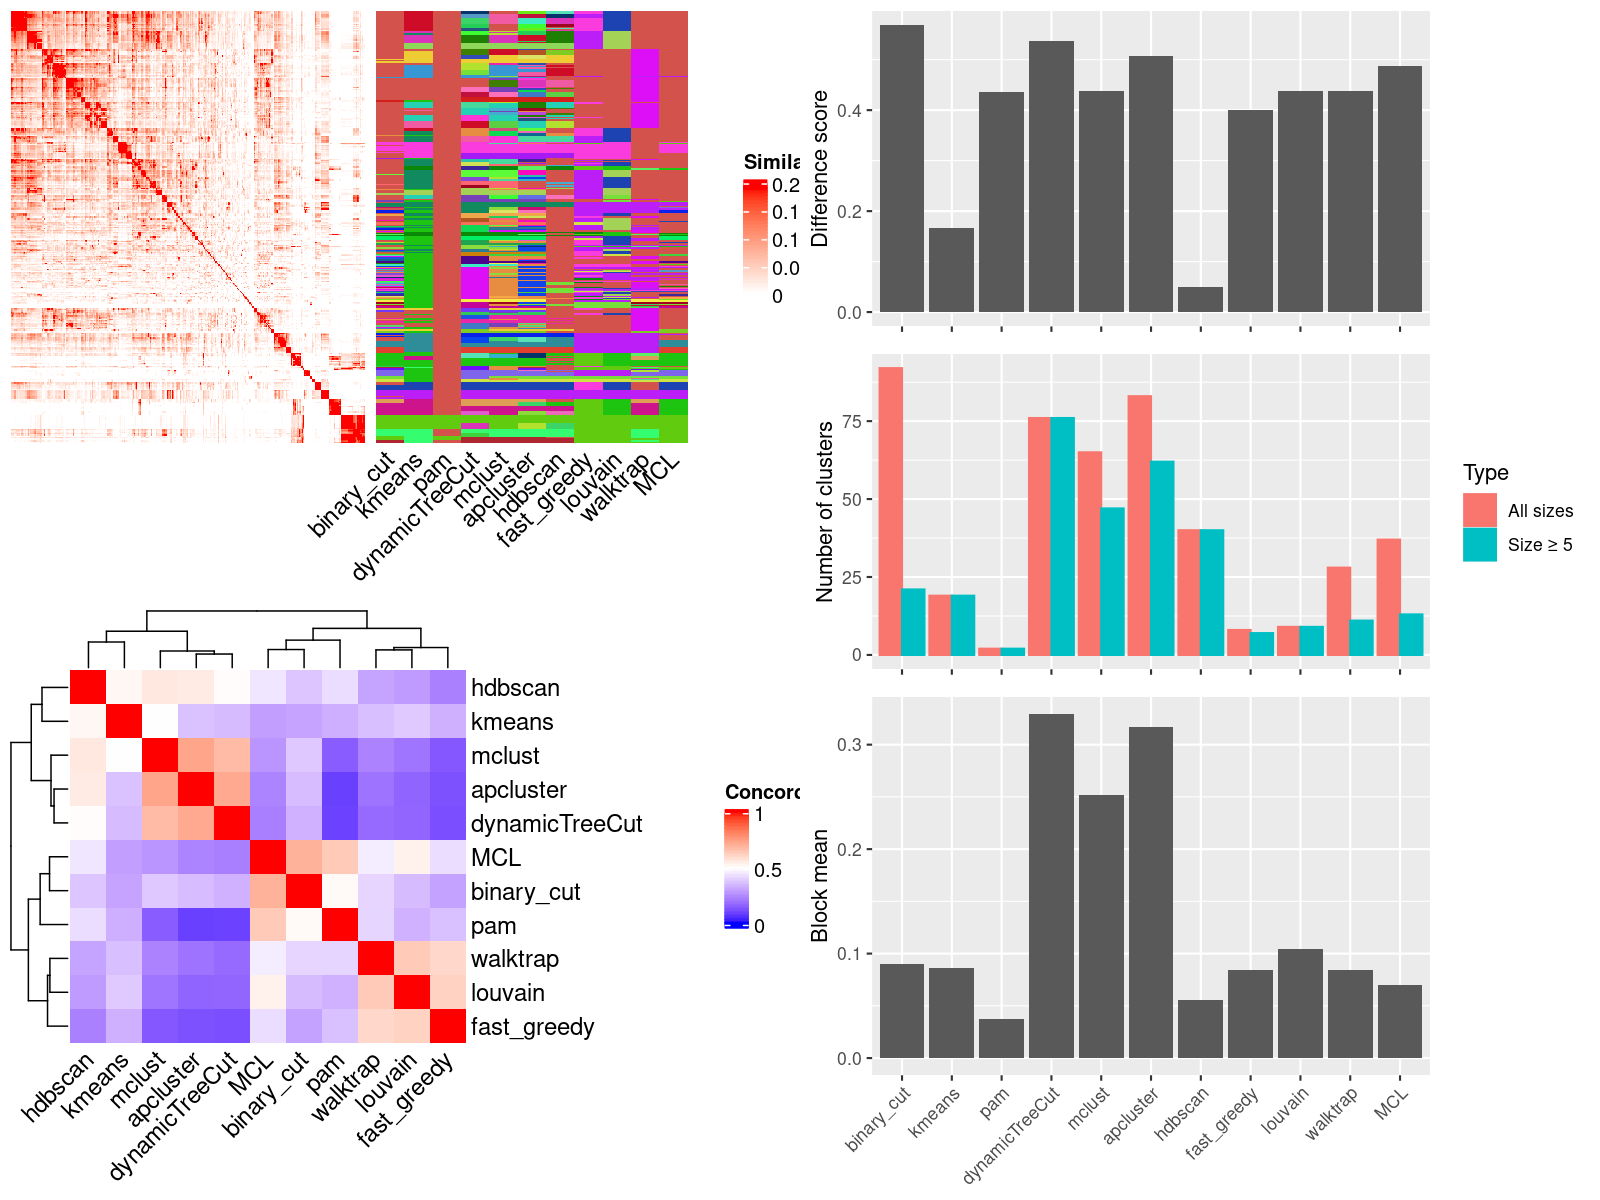 Simila
0.2
0.1
0.1
0.0
0
binary_cut
kmeans
pam
dynamicTreeCut
mclust
apcluster
hdbscan
fast_greedy
louvain
walktrap
MCL
hdbscan
kmeans
mclust
apcluster
dynamicTreeCut
MCL
binary_cut
pam
walktrap
louvain
fast_greedy
hdbscan
kmeans
mclust
apcluster
dynamicTreeCut
MCL
binary_cut
pam
walktrap
louvain
fast_greedy
Concord
1
0.5
0
Difference score
0.4
0.2
0.0
Number of clusters
75
50
25
0
Type
All sizes
Size ≥ 5
Block mean
0.3
0.2
0.1
0.0
binary_cut
kmeans
pam
dynamicTreeCut
mclust
apcluster
hdbscan
fast_greedy
louvain
walktrap
MCL